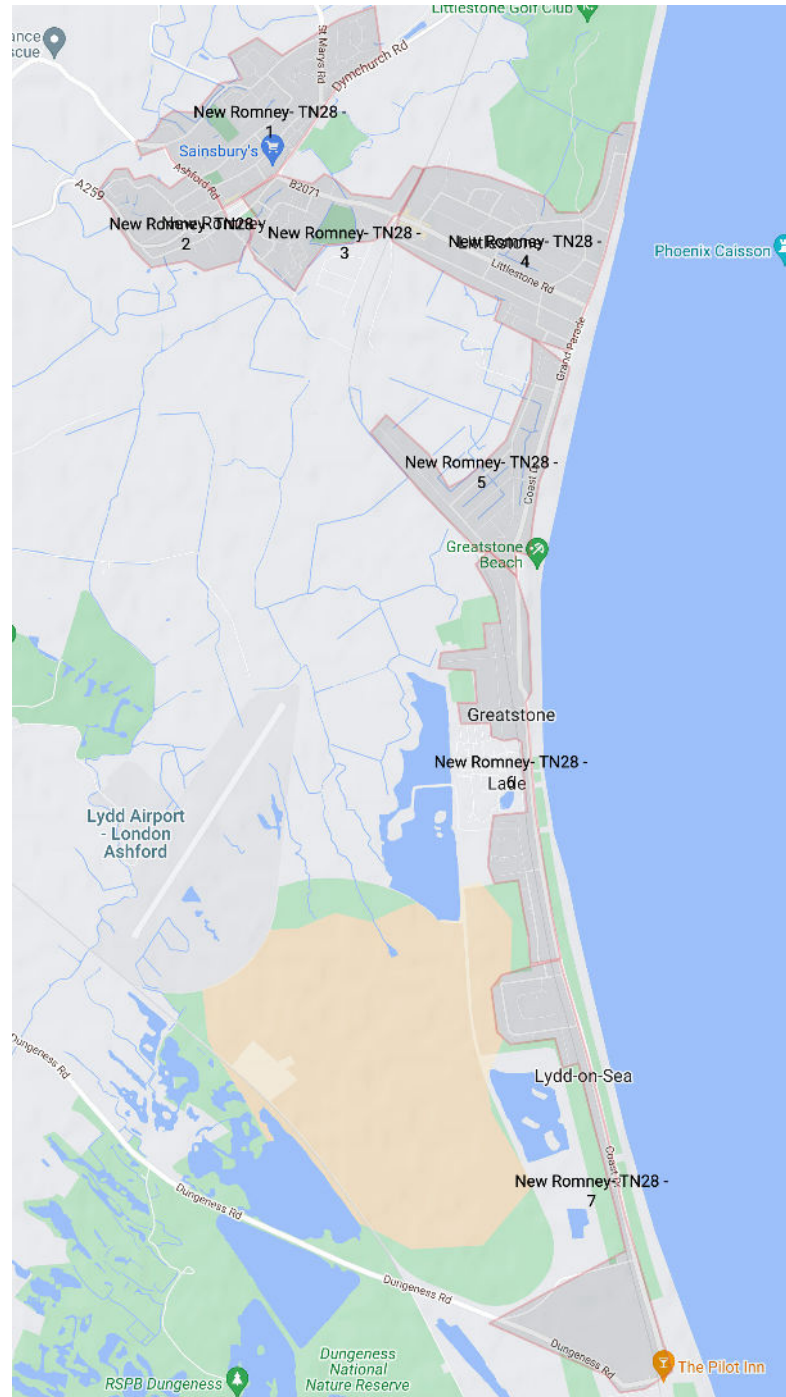 Littlestone Golf Club
ance
scue
St Marys Rd
Dymchurch Rd
New Romney- TN28 -
1
Sainsbury's
Ashford Rd
B2071
A259
New Romney- TN28 -
2
New Romney
New Romney- TN28 -
3
New Romney- TN28 -
4
Littlestone
Littlestone Rd
Phoenix Caisson
Grand Parade
New Romney- TN28 -
5
Coast Dr
Greatstone
Beach
Greatstone
New Romney- TN28 -
6
Lade
Lydd Airport
- London
Ashford
Dungeness Rd
Lydd-on-Sea
Coast
New Romney- TN28 -
7
Dungeness Rd
Dungeness Rd
Dungeness Rd
The Pilot Inn
Dungeness
National
Nature Reserve
RSPB Dungeness